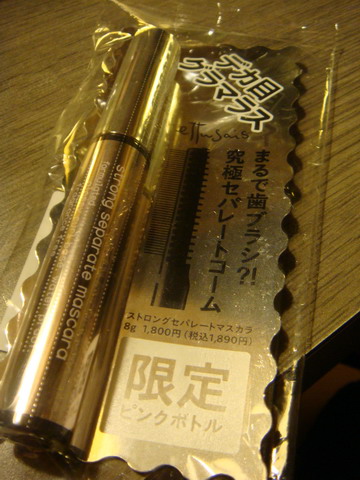 デカ目
グラマラス
ettusais
まるで歯ブラシ?!
究極セパレートコーム
ストロングセパレートマスカラ
8g 1,800円(税込1,890円)
限定
ピンクボトル
strong separate mascara